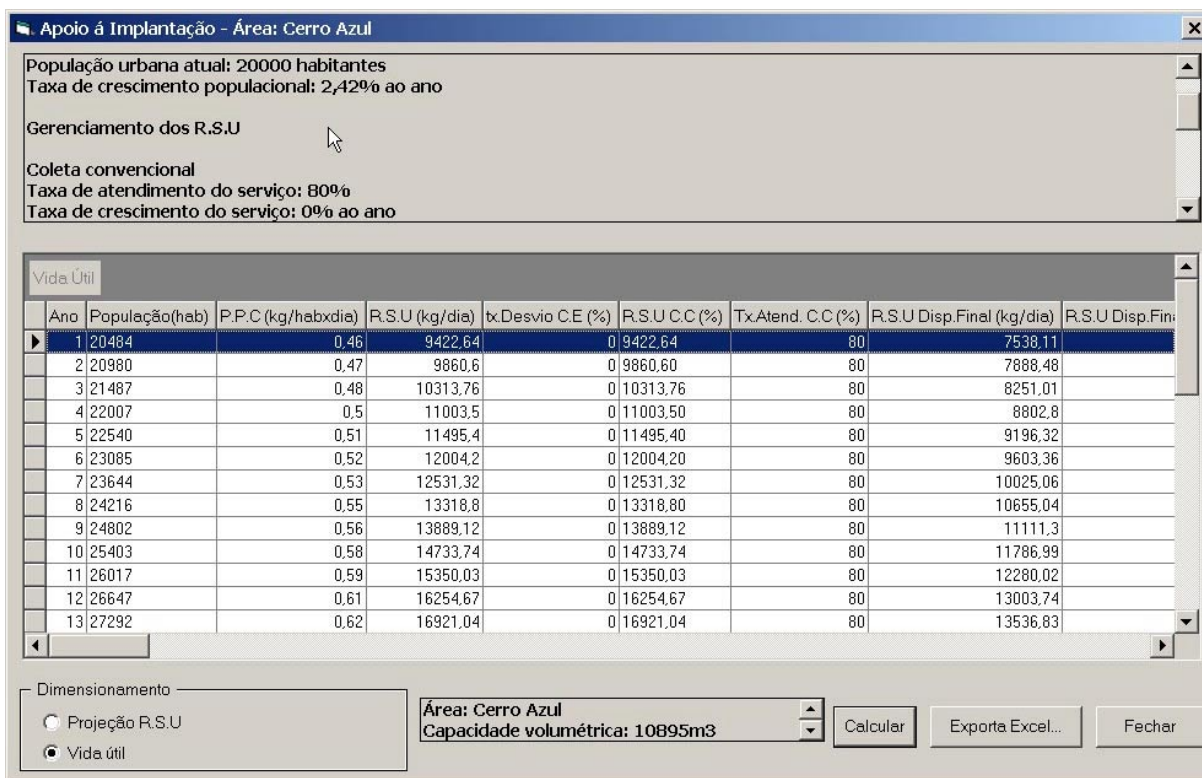 Apoio á Implantação - Área: Cerro Azul
População urbana atual: 20000 habitantes
Taxa de crescimento populacional: 2,42% ao ano
Gerenciamento dos R.S.U
Coleta convencional
Taxa de atendimento do serviço: 80%
Taxa de crescimento do serviço: 0% ao ano
Vida Útil
Ano População(hab) P.P.C (kg/habxdia) R.S.U (kg/dia) tx.Desvio C.E (%) R.S.U C.C (%) Tx.Atend. C.C (%) R.S.U Disp.Final (kg/dia) R.S.U Disp.Fin
1 20484 0,46 9422,64 0 9422,64 80 7538,11
2 20980 0,47 9860,6 0 9860,60 80 7888,48
3 21487 0,48 10313,76 0 10313,76 80 8251,01
4 22007 0,5 11003,5 0 11003,50 80 8802,8
5 22540 0,51 11495,4 0 11495,40 80 9196,32
6 23085 0,52 12004,2 0 12004,20 80 9603,36
7 23644 0,53 12531,32 0 12531,32 80 10025,06
8 24216 0,55 13318,8 0 13318,80 80 10655,04
9 24802 0,56 13889,12 0 13889,12 80 11111,3
10 25403 0,58 14733,74 0 14733,74 80 11786,99
11 26017 0,59 15350,03 0 15350,03 80 12280,02
12 26647 0,61 16254,67 0 16254,67 80 13003,74
13 27292 0,62 16921,04 0 16921,04 80 13536,83
Dimensionamento
Projeção R.S.U
Vida útil
Área: Cerro Azul
Capacidade volumétrica: 10895m3
Calcular
Exporta Excel...
Fechar